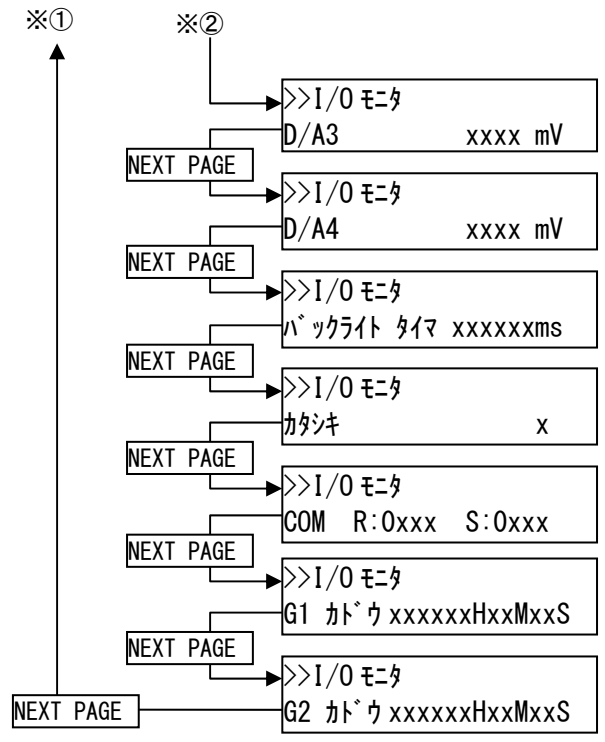 ※① ※②
>>I/O ﾓﾆﾀ
D/A3 xxxx mV
NEXT PAGE
>>I/O ﾓﾆﾀ
D/A4 xxxx mV
NEXT PAGE
>>I/O ﾓﾆﾀ
ﾊﾞｯｸﾗｲﾄ ﾀｲﾏ xxxxxxms
NEXT PAGE
>>I/O ﾓﾆﾀ
ｶﾀｼｷ x
NEXT PAGE
>>I/O ﾓﾆﾀ
COM R:0xxx S:0xxx
NEXT PAGE
>>I/O ﾓﾆﾀ
G1 ｶﾄﾞｳ xxxxxxHxxMxxS
NEXT PAGE
>>I/O ﾓﾆﾀ
G2 ｶﾄﾞｳ xxxxxxHxxMxxS
NEXT PAGE